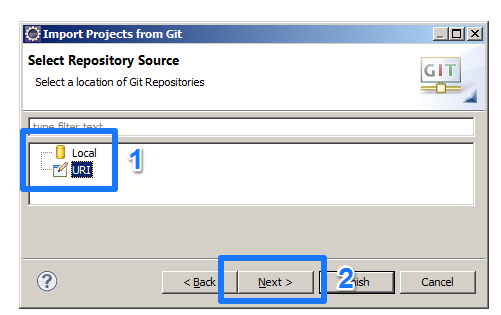 Import Projects from Git
Select Repository Source
Select a location of Git Repositories
GIT
type filter text
Local
URI
1
?
< Back
Next >
2
Cancel